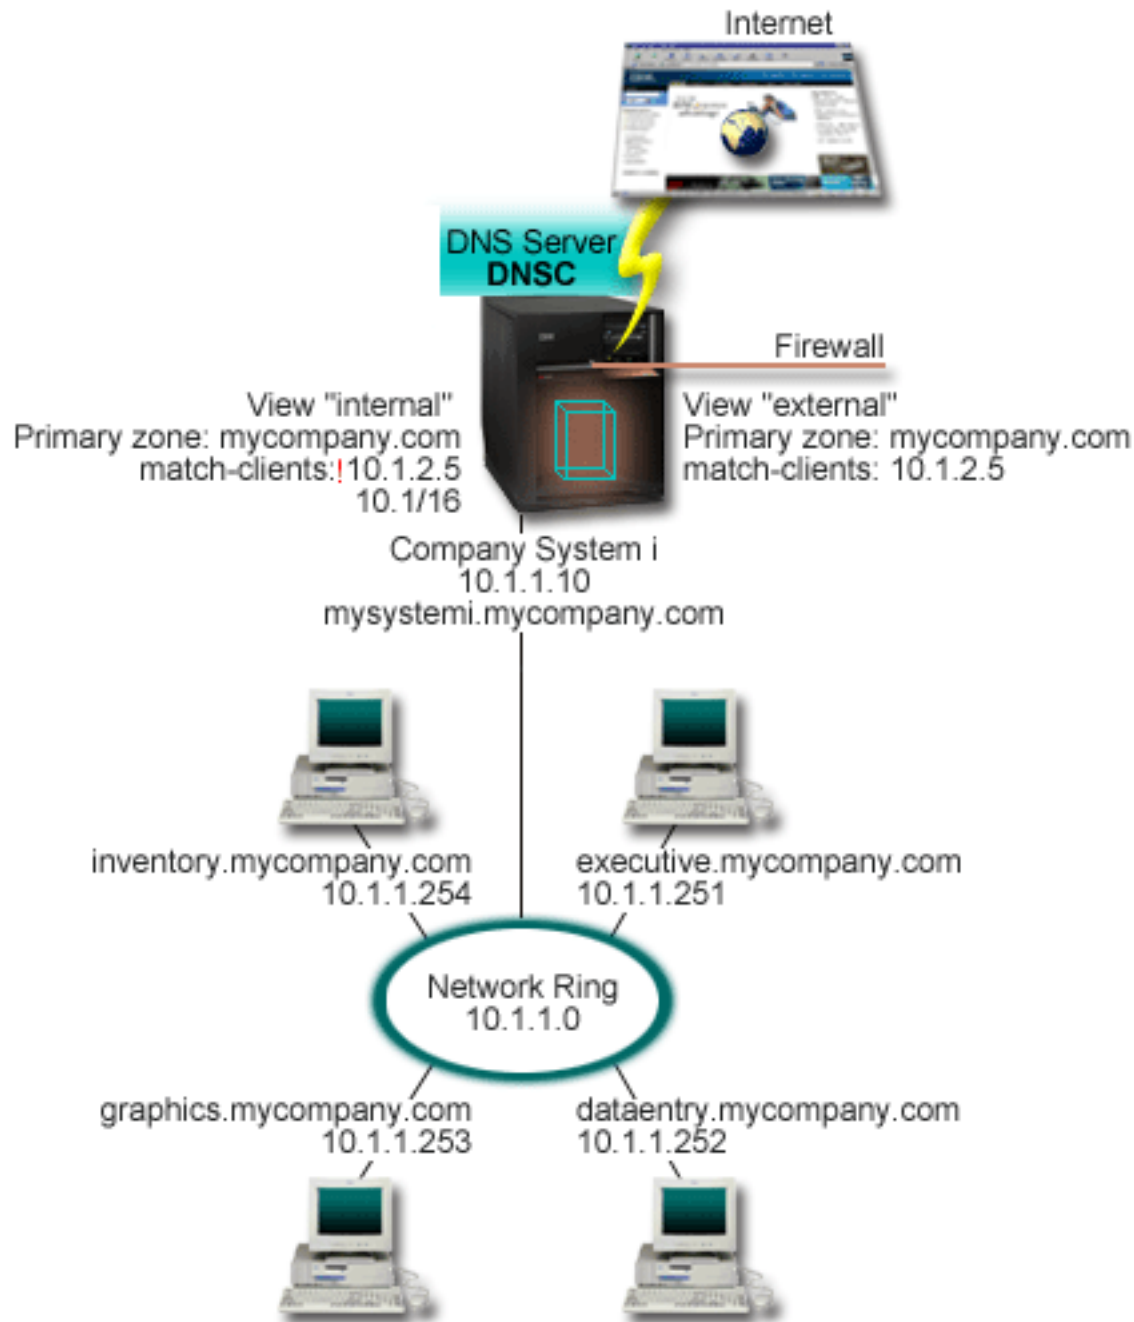 Internet
DNS Server
DNSC
Firewall
View "internal"
Primary zone: mycompany.com
match-clients:!10.1.2.5
10.1/16
View "external"
Primary zone: mycompany.com
match-clients: 10.1.2.5
Company System i
10.1.1.10
mysystemi.mycompany.com
inventory.mycompany.com
10.1.1.254
executive.mycompany.com
10.1.1.251
Network Ring
10.1.1.0
graphics.mycompany.com
10.1.1.253
dataentry.mycompany.com
10.1.1.252